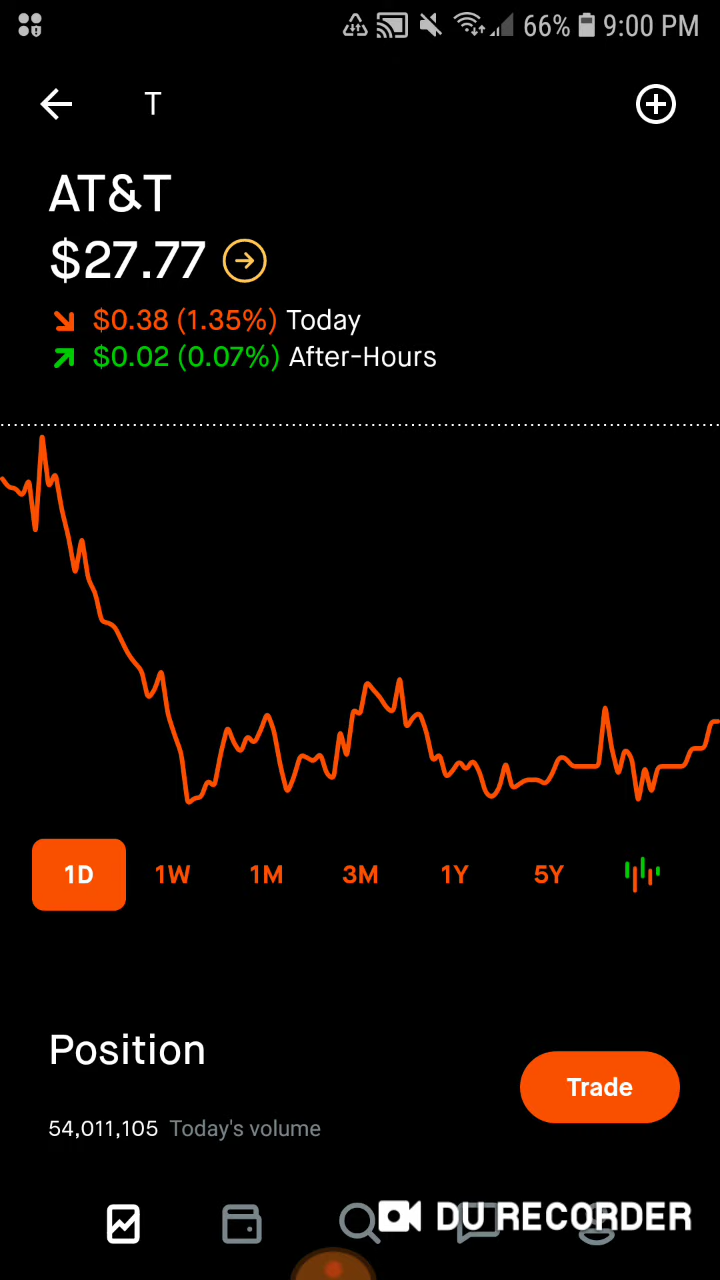 66% 9:00 PM
T
AT&T
$27.77
$0.38 (1.35%) Today
$0.02 (0.07%) After-Hours
1D 1W 1M 3M 1Y 5Y
Position
Trade
54,011,105 Today's volume
DU RECORDER